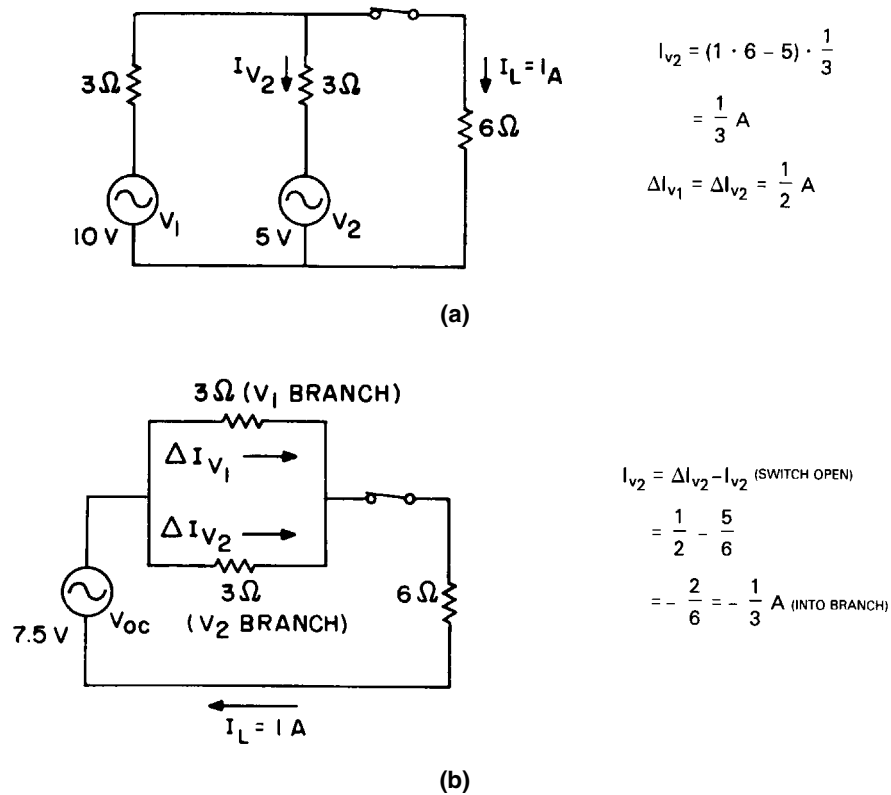 I_V2
3Ω
3Ω
I_L = 1A
6Ω
V1
10 V
V2
5 V
I_v2 = (1 · 6 – 5) · 1/3
= 1/3 A
ΔI_v1 = ΔI_v2 = 1/2 A
(a)
3Ω (V1 BRANCH)
ΔI_V1
ΔI_V2
3Ω
(V2 BRANCH)
6Ω
7.5 V
VOC
I_L = 1 A
I_v2 = ΔI_v2 – I_v2 (SWITCH OPEN)
= 1/2 – 5/6
= – 2/6 = – 1/3 A (INTO BRANCH)
(b)